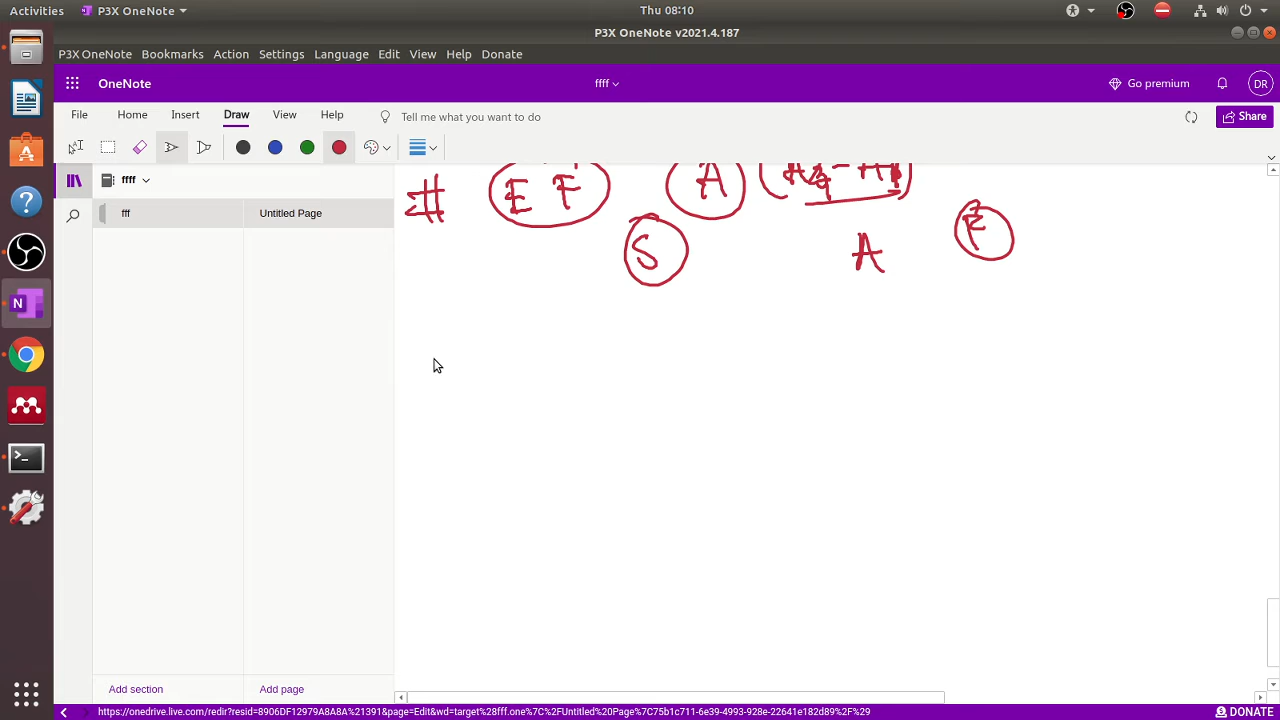 Activities P3X OneNote Thu 08:10
P3X OneNote v2021.4.187
P3X OneNote Bookmarks Action Settings Language Edit View Help Donate
OneNote ffff Go premium DR
File Home Insert Draw View Help Tell me what you want to do Share
ffff
fff Untitled Page
# E F A
S A
Add section Add page
https://onedrive.live.com/redir?resid=8906DF12979A8A8A%21391&page=Edit&wd=target%28fff.one%7C%2FUntitled%20Page%7C75b1c711-6e39-4993-928e-22641e182d89%2F%29 DONATE